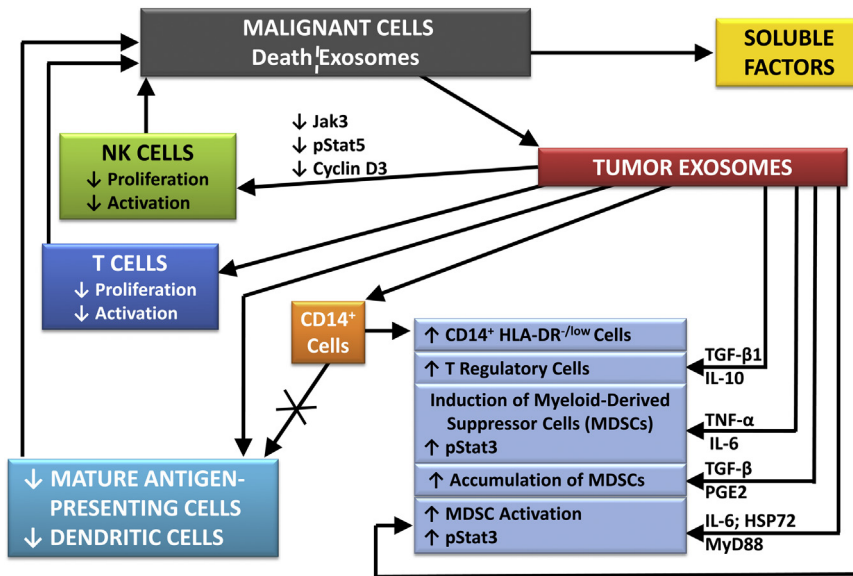 MALIGNANT CELLS
Death¦Exosomes
SOLUBLE
FACTORS
NK CELLS
↓ Proliferation
↓ Activation
↓ Jak3
↓ pStat5
↓ Cyclin D3
TUMOR EXOSOMES
T CELLS
↓ Proliferation
↓ Activation
CD14⁺
Cells
↑ CD14⁺ HLA-DR⁻/ˡᵒʷ Cells
↑ T Regulatory Cells
TGF-β1
IL-10
Induction of Myeloid-Derived
Suppressor Cells (MDSCs)
↑ pStat3
TNF-α
IL-6
↑ Accumulation of MDSCs
TGF-β
PGE2
↑ MDSC Activation
↑ pStat3
IL-6; HSP72
MyD88
↓ MATURE ANTIGEN-
PRESENTING CELLS
↓ DENDRITIC CELLS